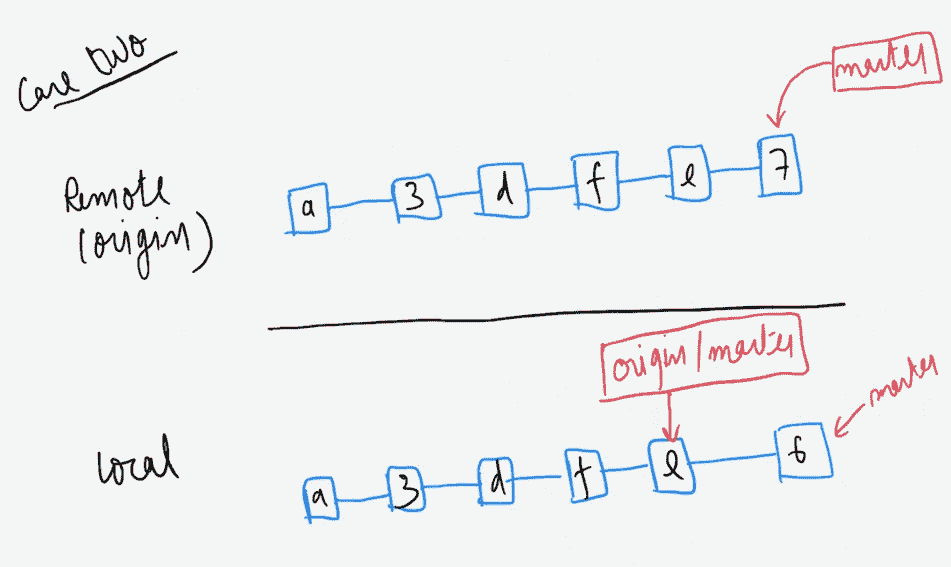 Case two
master
Remote
(origin)
a 3 d f e 7
origin/master
master
Local
a 3 d f e 6